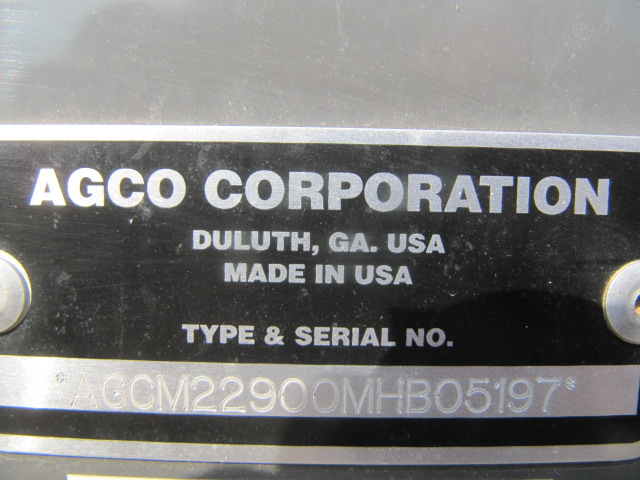 AGCO CORPORATION
DULUTH, GA. USA
MADE IN USA
TYPE & SERIAL NO.
*AGCM22900MHB05197*